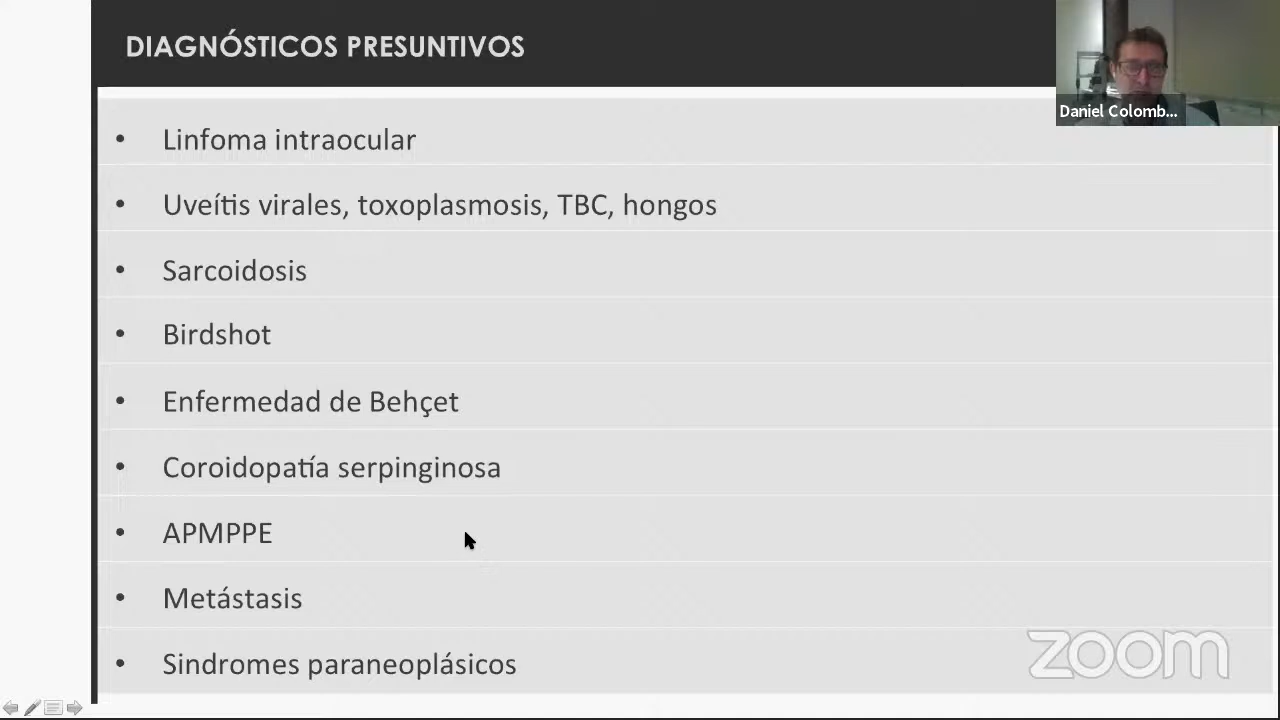 DIAGNÓSTICOS PRESUNTIVOS
Daniel Colomb...
• Linfoma intraocular
• Uveítis virales, toxoplasmosis, TBC, hongos
• Sarcoidosis
• Birdshot
• Enfermedad de Behçet
• Coroidopatía serpinginosa
• APMPPE
• Metástasis
• Sindromes paraneoplásicos
zoom